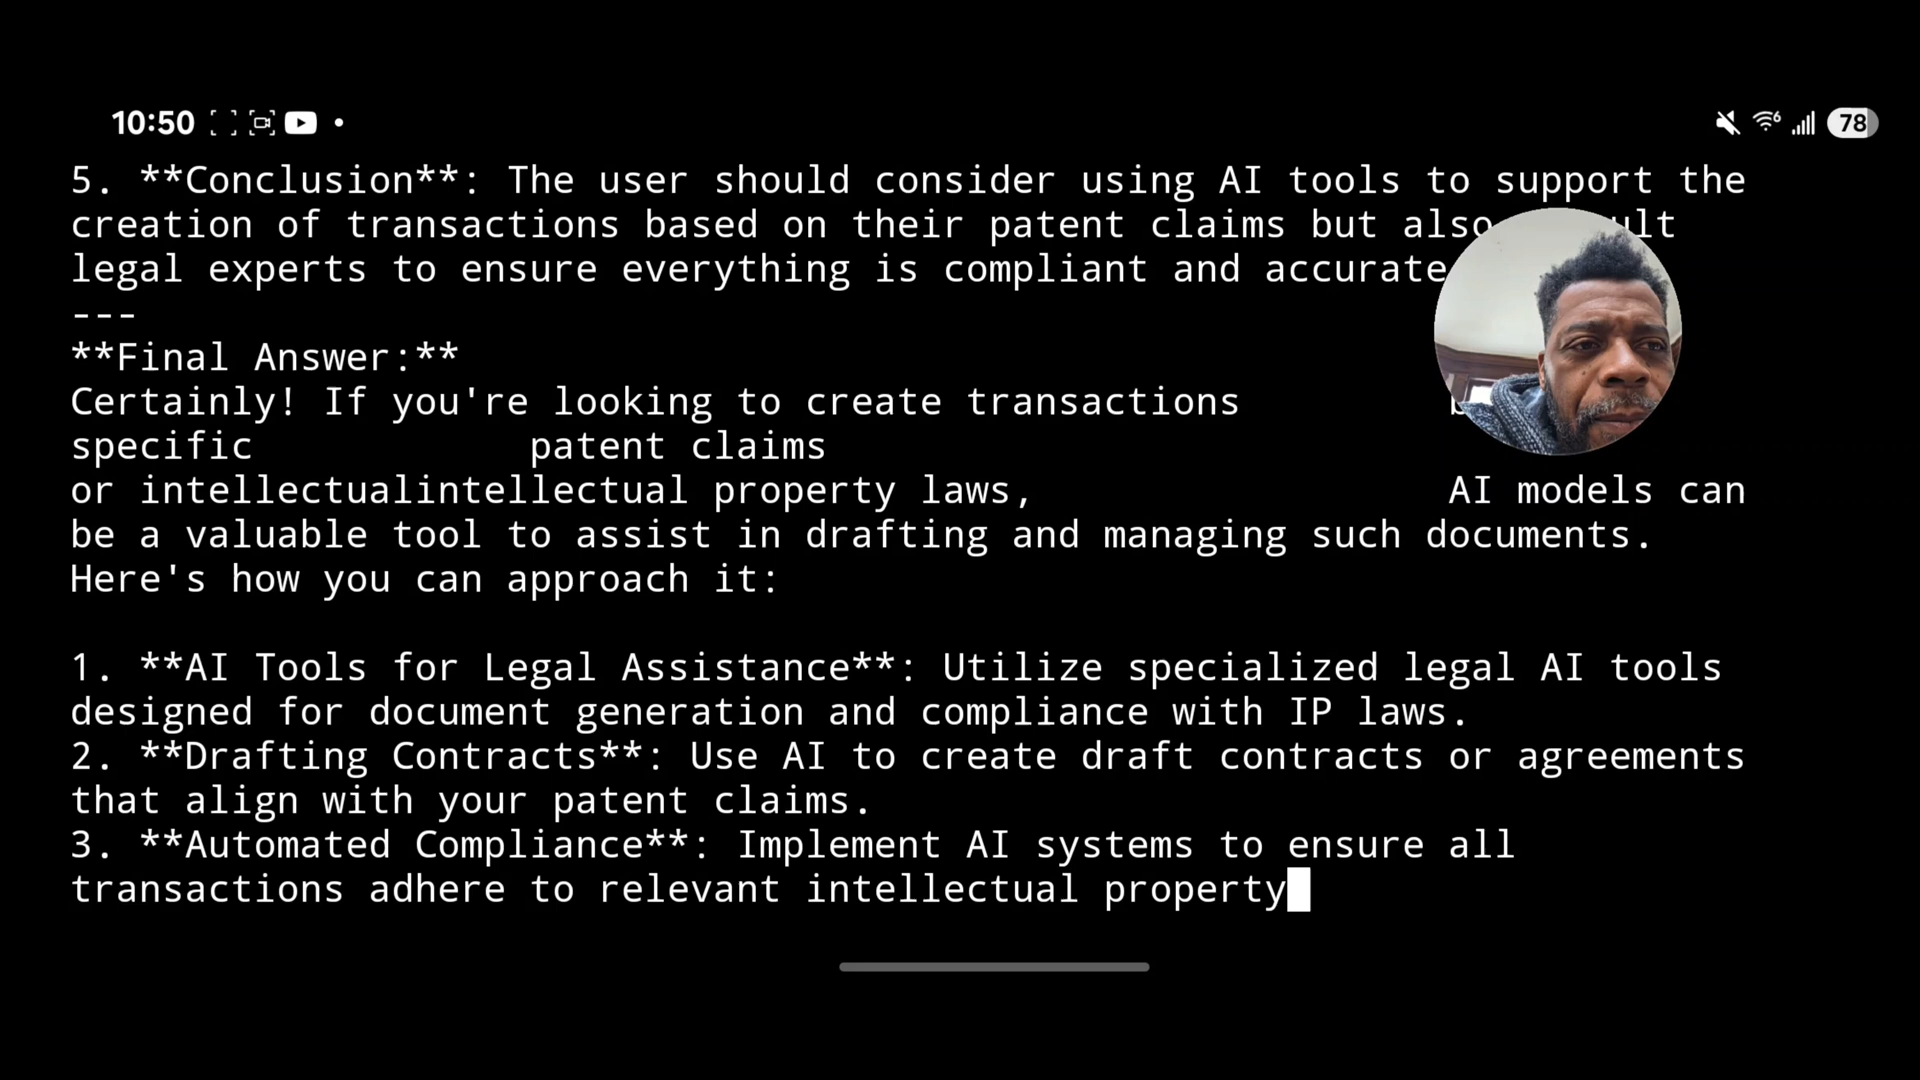 10:50
78
5. **Conclusion**: The user should consider using AI tools to support the
creation of transactions based on their patent claims but also
legal experts to ensure everything is compliant and accurate
---
**Final Answer:**
Certainly! If you're looking to create transactions
specific patent claims
or intellectualintellectual property laws, AI models can
be a valuable tool to assist in drafting and managing such documents.
Here's how you can approach it:
1. **AI Tools for Legal Assistance**: Utilize specialized legal AI tools
designed for document generation and compliance with IP laws.
2. **Drafting Contracts**: Use AI to create draft contracts or agreements
that align with your patent claims.
3. **Automated Compliance**: Implement AI systems to ensure all
transactions adhere to relevant intellectual property